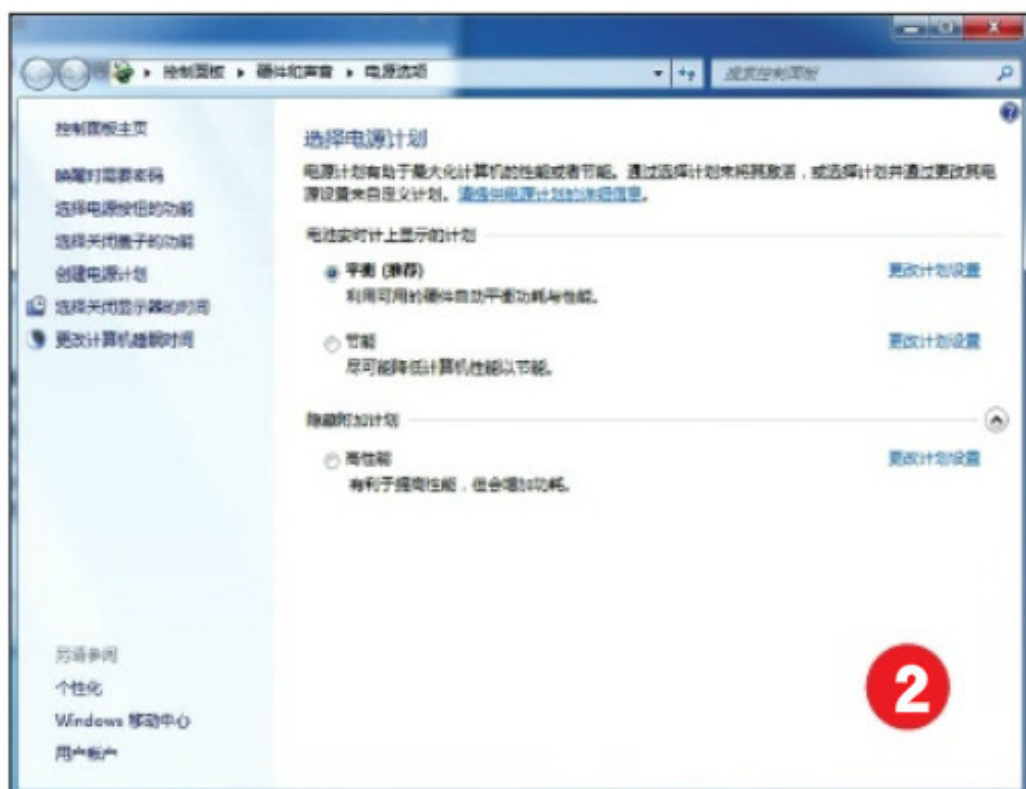 控制面板 ▸ 硬件和声音 ▸ 电源选项
搜索控制面板
控制面板主页
唤醒时需要密码
选择电源按钮的功能
选择关闭盖子的功能
创建电源计划
选择关闭显示器的时间
更改计算机睡眠时间
另请参阅
个性化
Windows 移动中心
用户帐户
选择电源计划
电源计划有助于最大化计算机的性能或者节能。通过选择计划来将其激活，或选择计划并通过更改其电
源设置来自定义计划。请提供电源计划的详细信息。
电池实时计上显示的计划
平衡 (推荐)
更改计划设置
利用可用的硬件自动平衡功耗与性能。
节能
更改计划设置
尽可能降低计算机性能以节能。
隐藏附加计划
高性能
更改计划设置
有利于提高性能，但会增加功耗。
2